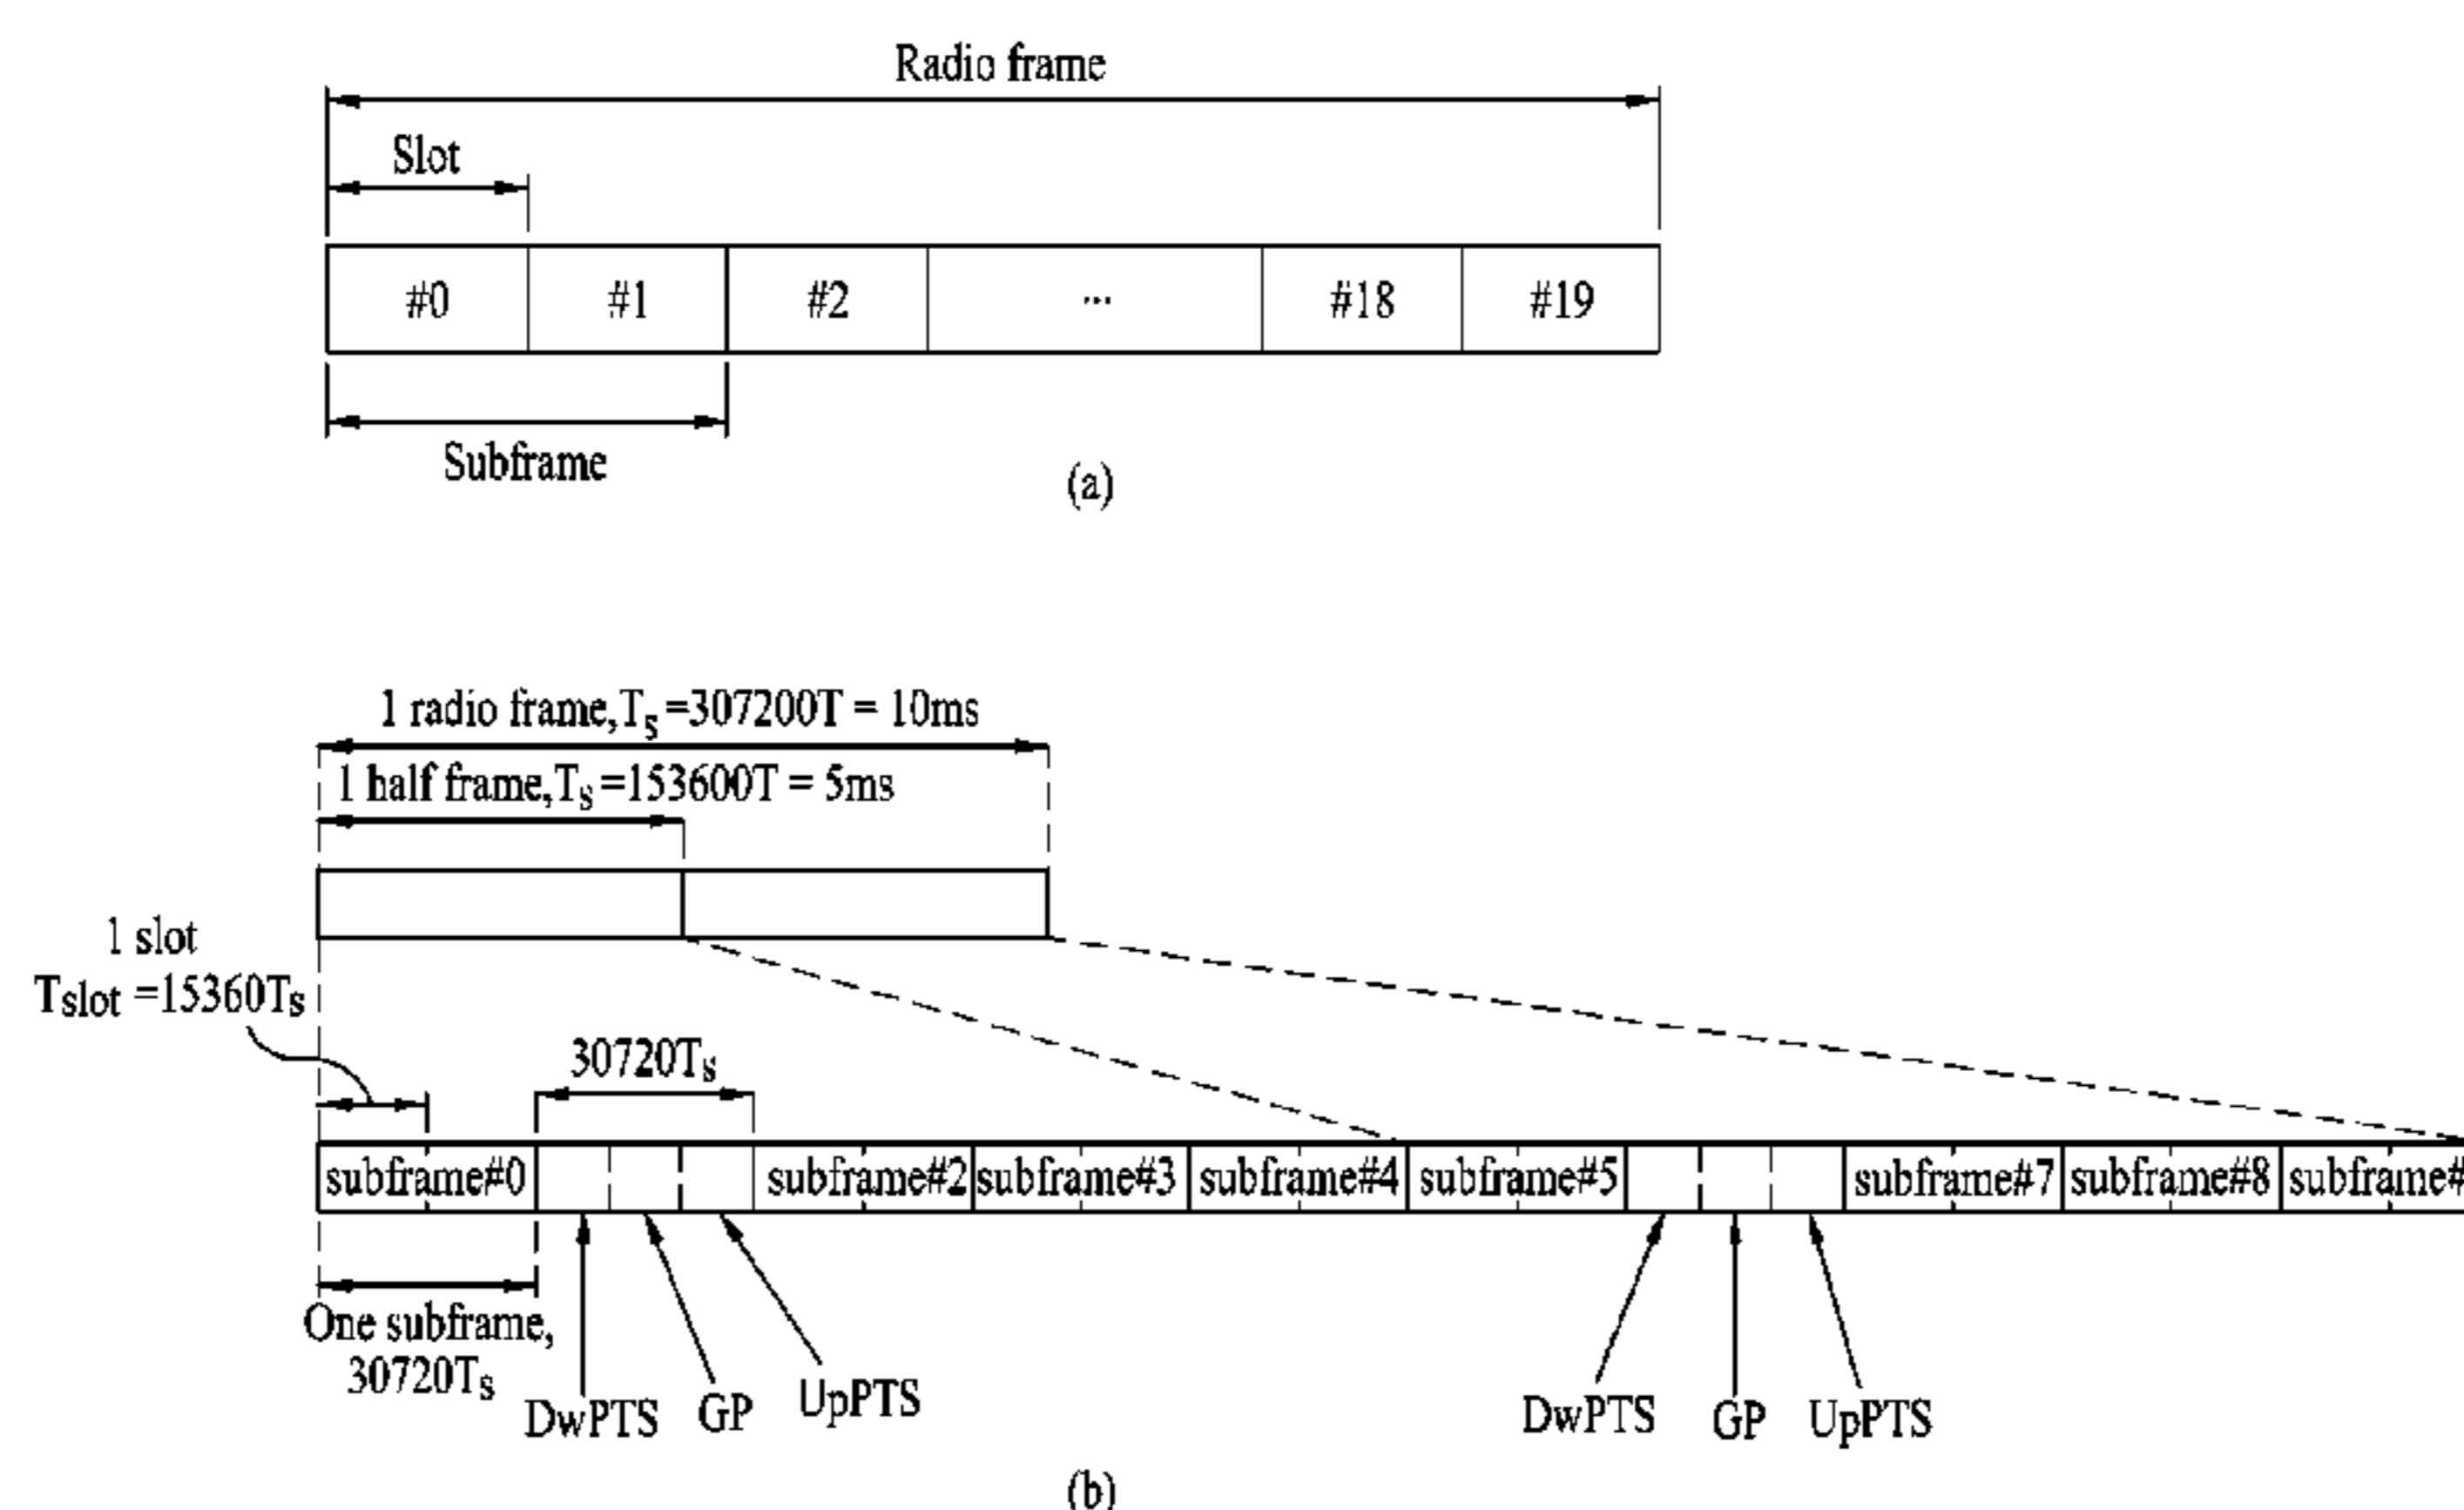 Radio frame
Slot
#0 #1 #2 ... #18 #19
Subframe
(a)
1 radio frame,Ts =307200T = 10ms
1 half frame,Ts =153600T = 5ms
1 slot
Tslot =15360Ts
30720Ts
subframe#0 subframe#2 subframe#3 subframe#4 subframe#5 subframe#7 subframe#8 subframe#
One subframe,
30720Ts
DwPTS GP UpPTS DwPTS GP UpPTS
(b)